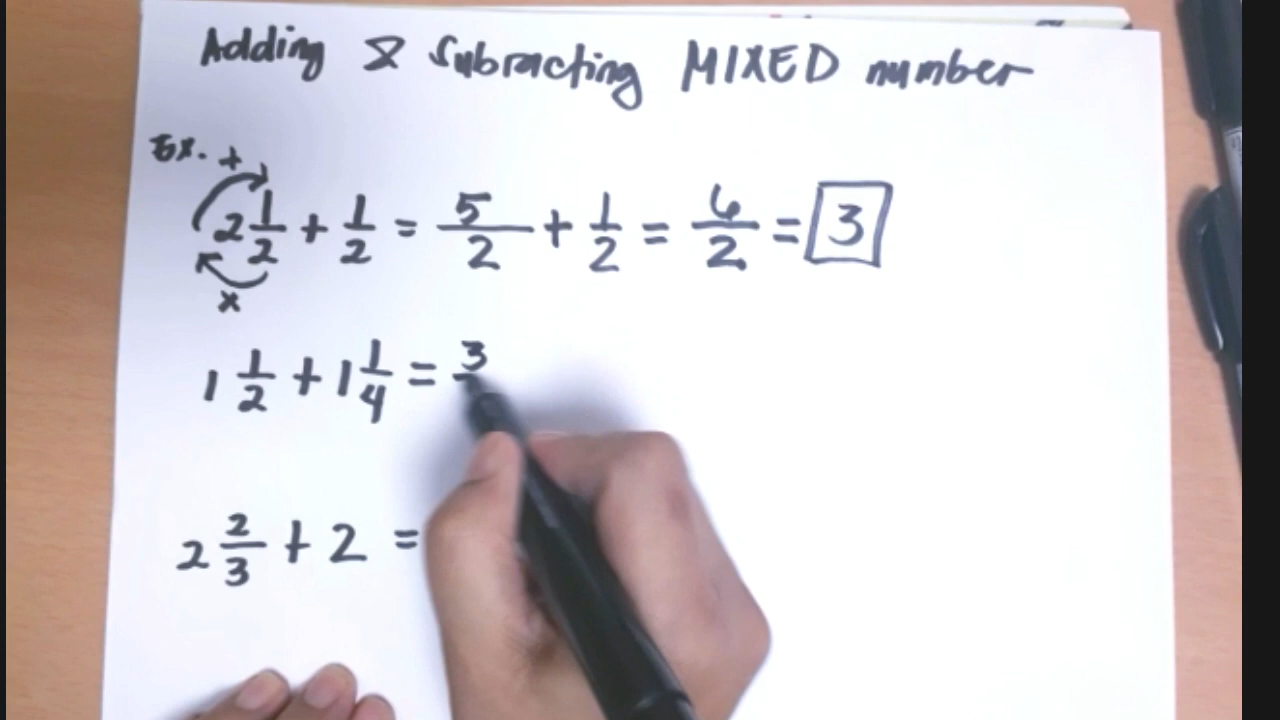 Adding & Subracting MIXED number
Ex. +
2 1/2 + 1/2 = 5/2 + 1/2 = 6/2 = 3
x
1 1/2 + 1 1/4 = 3
2 2/3 + 2 =